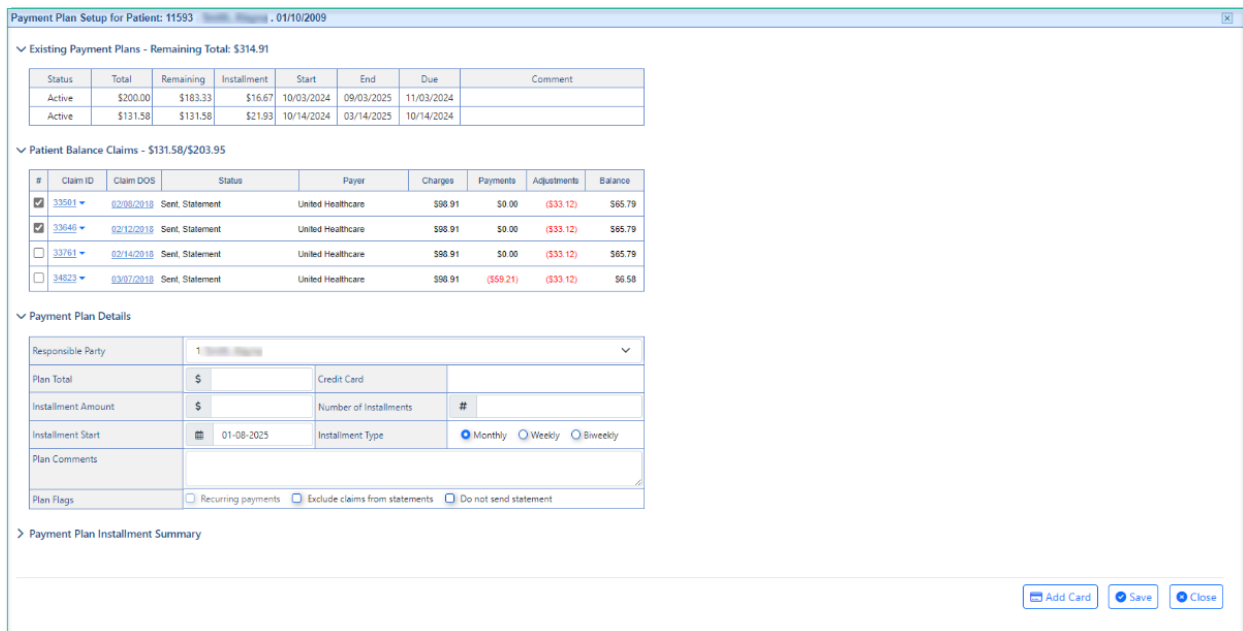 Payment Plan Setup for Patient: 11593 . 01/10/2009
Existing Payment Plans - Remaining Total: $314.91
Status Total Remaining Installment Start End Due Comment
Active $200.00 $183.33 $16.67 10/03/2024 09/03/2025 11/03/2024
Active $131.58 $131.58 $21.93 10/14/2024 03/14/2025 10/14/2024
Patient Balance Claims - $131.58/$203.95
# Claim ID Claim DOS Status Payer Charges Payments Adjustments Balance
33501 02/08/2018 Sent, Statement United Healthcare $98.91 $0.00 ($33.12) $65.79
33646 02/12/2018 Sent, Statement United Healthcare $98.91 $0.00 ($33.12) $65.79
33761 02/14/2018 Sent, Statement United Healthcare $98.91 $0.00 ($33.12) $65.79
34823 03/07/2018 Sent, Statement United Healthcare $98.91 ($59.21) ($33.12) $6.58
Payment Plan Details
Responsible Party 1
Plan Total $ Credit Card
Installment Amount $ Number of Installments #
Installment Start 01-08-2025 Installment Type Monthly Weekly Biweekly
Plan Comments
Plan Flags Recurring payments Exclude claims from statements Do not send statement
Payment Plan Installment Summary
Add Card Save Close